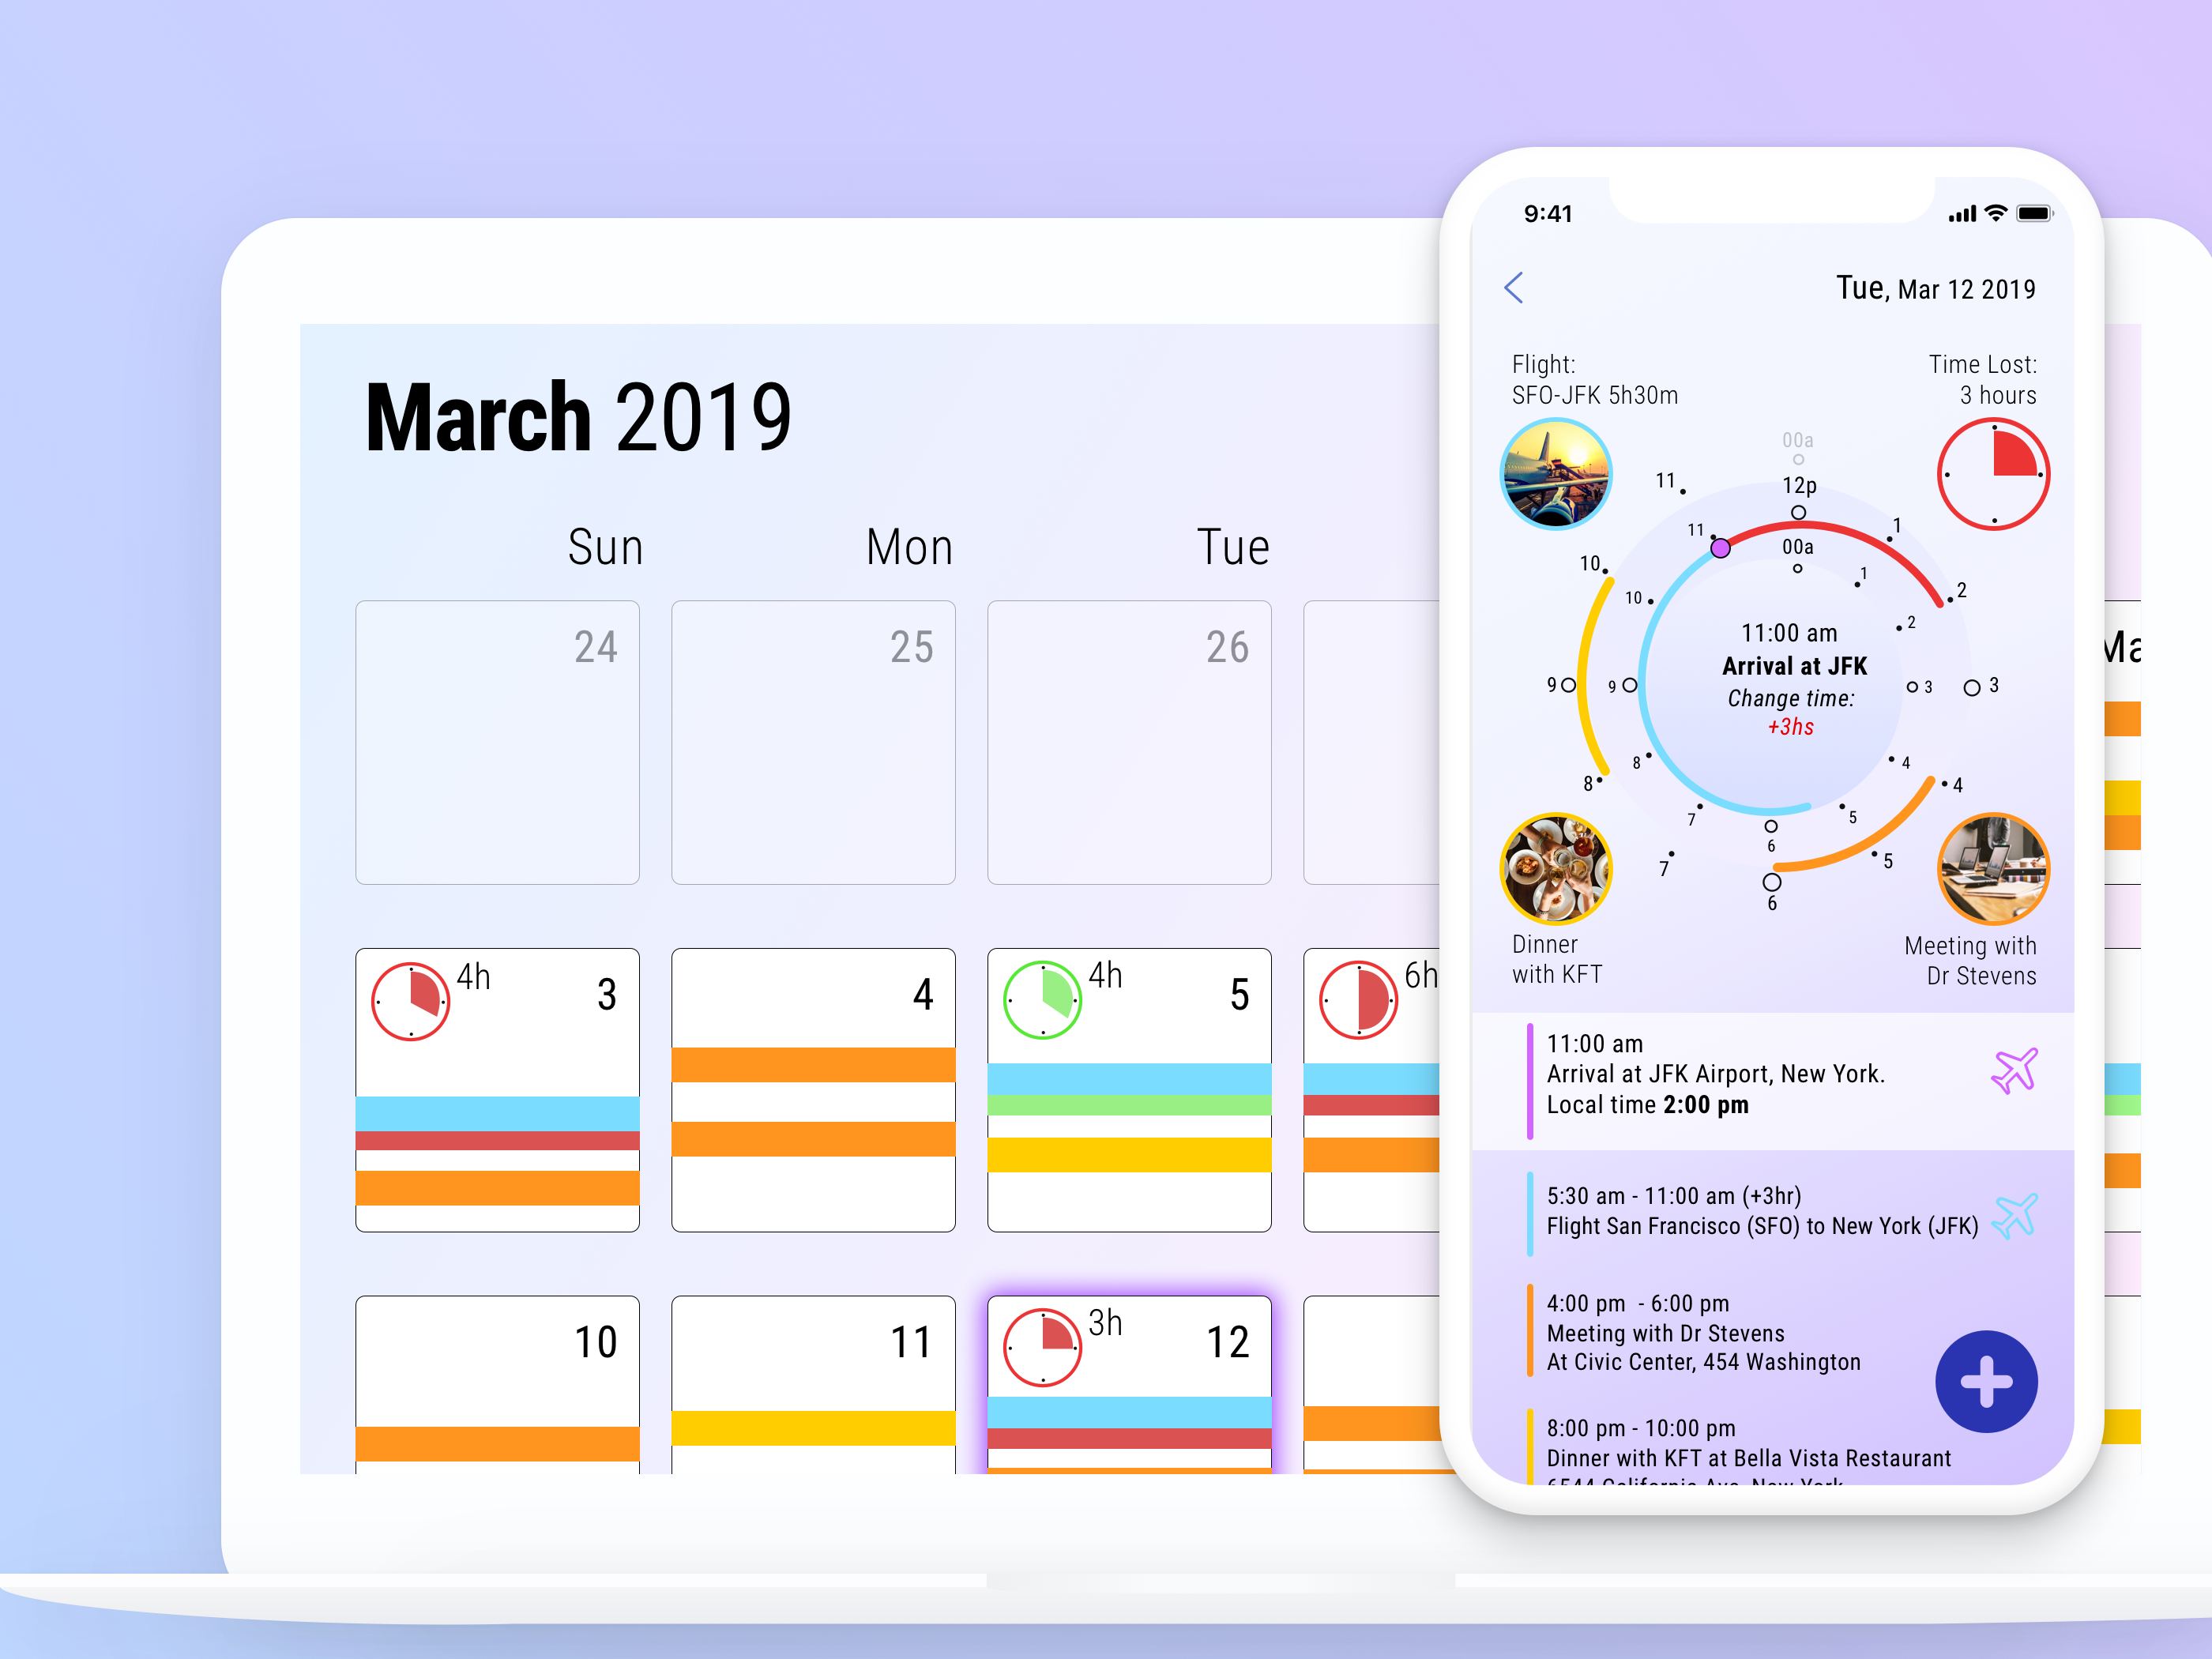 March 2019
Sun Mon Tue
24 25 26
4h 3
4
4h 5
6h
10
11
3h 12
9:41
Tue, Mar 12 2019
Flight:
SFO-JFK 5h30m
Time Lost:
3 hours
00a
12p
11
11
00a
1
1
10
10
2
2
9
9
3
3
8
8
4
4
7
7
5
5
6
6
11:00 am
Arrival at JFK
Change time:
+3hs
Dinner
with KFT
Meeting with
Dr Stevens
11:00 am
Arrival at JFK Airport, New York.
Local time 2:00 pm
5:30 am - 11:00 am (+3hr)
Flight San Francisco (SFO) to New York (JFK)
4:00 pm - 6:00 pm
Meeting with Dr Stevens
At Civic Center, 454 Washington
8:00 pm - 10:00 pm
Dinner with KFT at Bella Vista Restaurant
6544 California Ave, New York